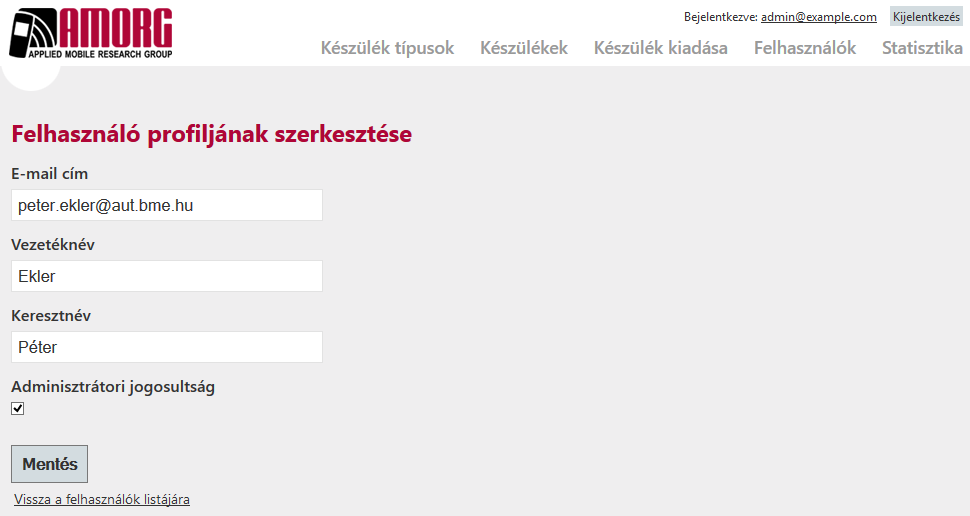 AMORG
APPLIED MOBILE RESEARCH GROUP
Bejelentkezve: admin@example.com Kijelentkezés
Készülék típusok Készülékek Készülék kiadása Felhasználók Statisztika
Felhasználó profiljának szerkesztése
E-mail cím
peter.ekler@aut.bme.hu
Vezetéknév
Ekler
Keresztnév
Péter
Adminisztrátori jogosultság
Mentés
Vissza a felhasználók listájára